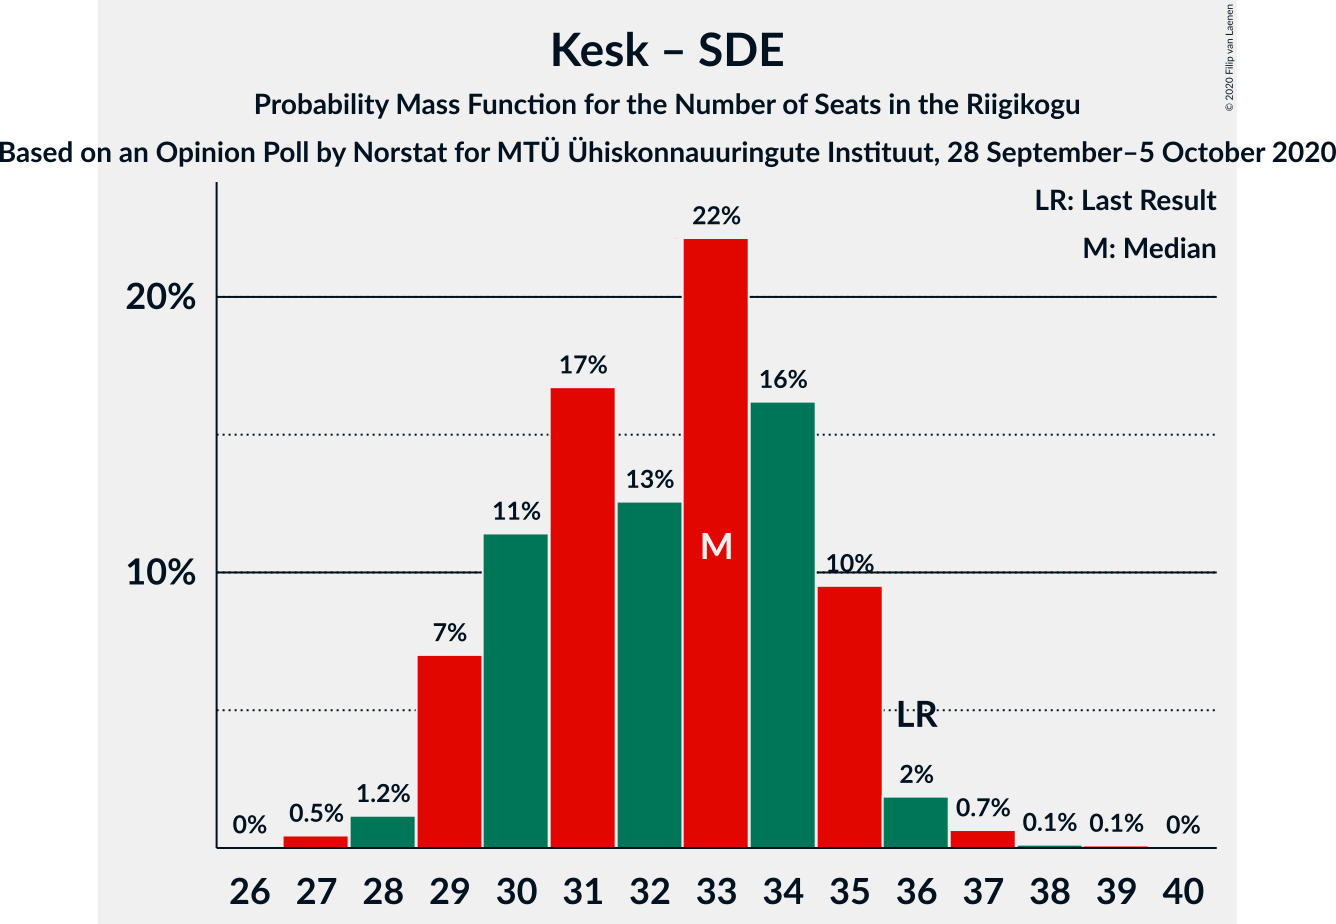 Kesk – SDE
Probability Mass Function for the Number of Seats in the Riigikogu
Based on an Opinion Poll by Norstat for MTÜ Ühiskonnauuringute Instituut, 28 September–5 October 2020
© 2020 Filip van Laenen
LR: Last Result
M: Median
20%
10%
0%
0.5%
1.2%
7%
11%
17%
13%
22%
M
16%
10%
LR
2%
0.7%
0.1%
0.1%
0%
26 27 28 29 30 31 32 33 34 35 36 37 38 39 40